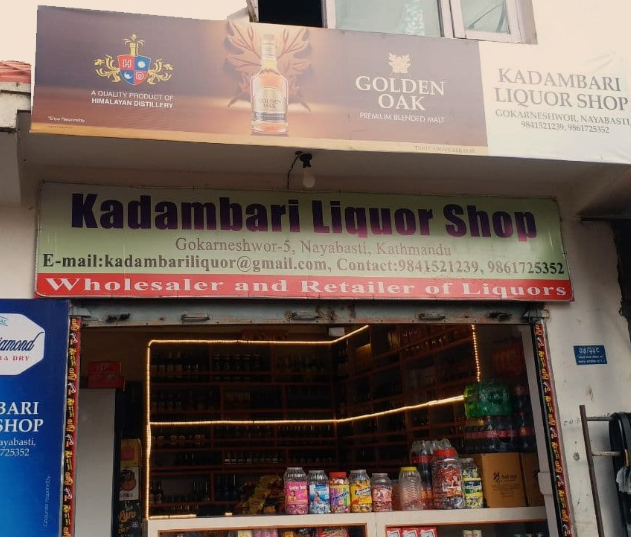 A QUALITY PRODUCT OF
HIMALAYAN DISTILLERY
GOLDEN
OAK
PREMIUM BLENDED MALT
KADAMBARI
LIQUOR SHOP
GOKARNESHWOR, NAYABASTI
9841521239, 9861725352
Kadambari Liquor Shop
Gokarneshwor-5, Nayabasti, Kathmandu
E-mail:kadambariliquor@gmail.com, Contact:9841521239, 9861725352
Wholesaler and Retailer of Liquors
amond
A DRY
BARI
SHOP
ayabasti,
725352